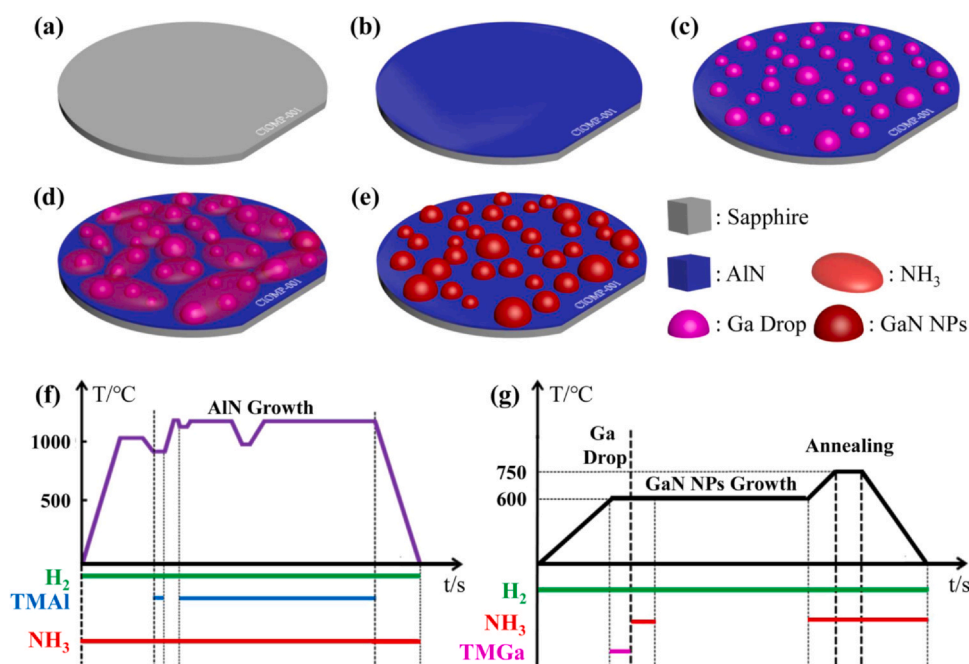 (a)
(b)
(c)
CIOMP-001
CIOMP-001
CIOMP-001
(d)
(e)
CIOMP-001
CIOMP-001
: Sapphire
: AlN
: NH₃
: Ga Drop
: GaN NPs
(f)
T/°C
AlN Growth
1000
500
t/s
H₂
TMAl
NH₃
(g)
T/°C
Ga
Drop
Annealing
750
GaN NPs Growth
600
t/s
H₂
NH₃
TMGa